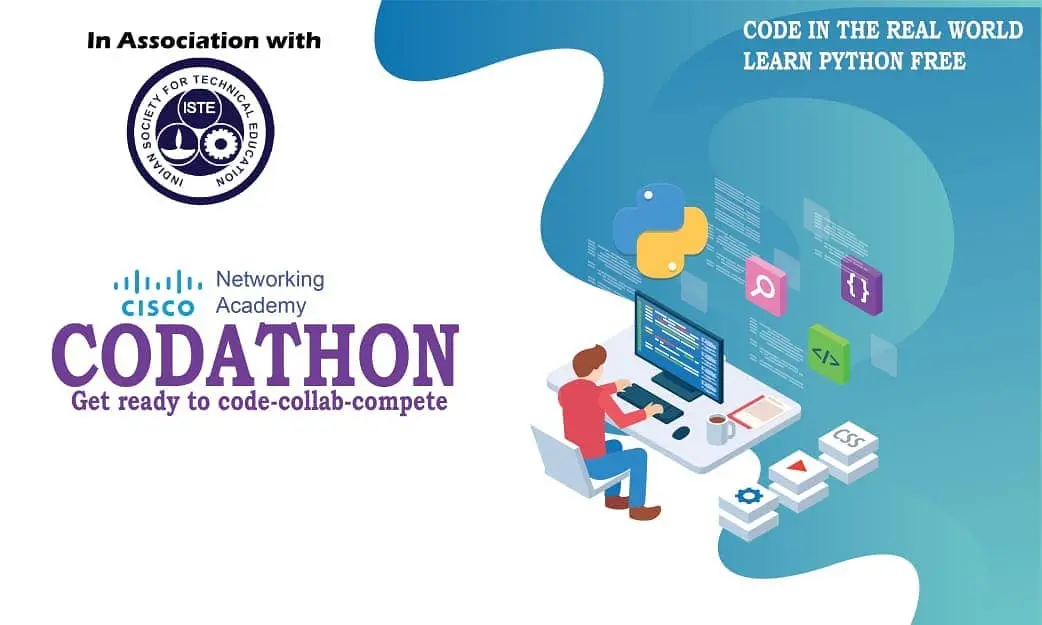 In Association with
INDIAN SOCIETY FOR TECHNICAL EDUCATION
ISTE
CODE IN THE REAL WORLD
LEARN PYTHON FREE
CISCO
Networking
Academy
CODATHON
Get ready to code-collab-compete
{}
</>
CSS